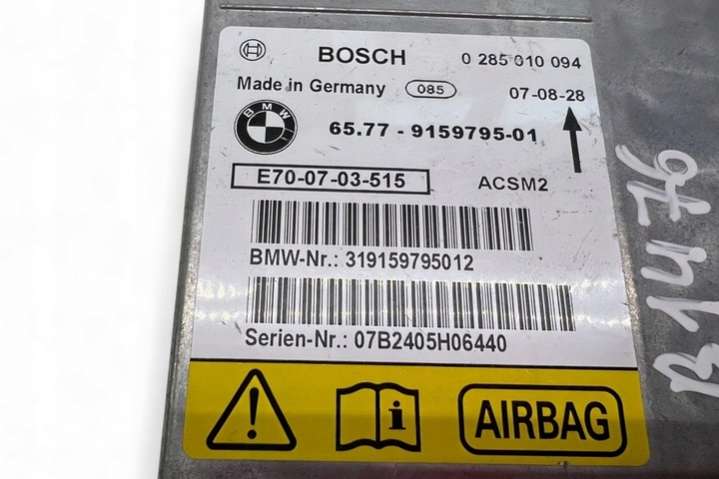 BOSCH 0 285 010 094
Made in Germany 085 07-08-28
BMW 65.77 - 9159795-01
E70-07-03-515 ACSM2
BMW-Nr.: 319159795012
Serien-Nr.: 07B2405H06440
i AIRBAG